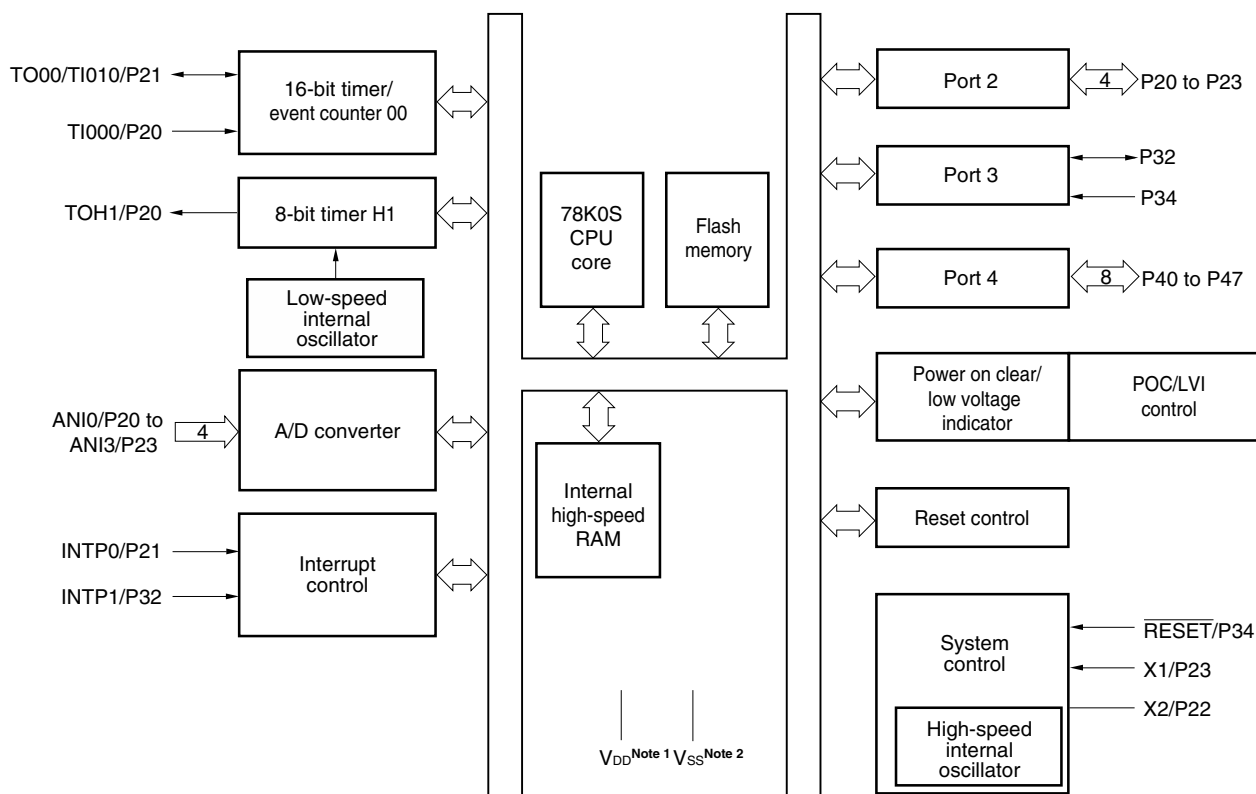 TO00/TI010/P21
TI000/P20
16-bit timer/
event counter 00
TOH1/P20
8-bit timer H1
Low-speed
internal
oscillator
ANI0/P20 to
ANI3/P23
4
A/D converter
INTP0/P21
INTP1/P32
Interrupt
control
78K0S
CPU
core
Flash
memory
Internal
high-speed
RAM
VDD Note 1 VSS Note 2
Port 2
4
P20 to P23
Port 3
P32
P34
Port 4
8
P40 to P47
Power on clear/
low voltage
indicator
POC/LVI
control
Reset control
System
control
RESET/P34
X1/P23
X2/P22
High-speed
internal
oscillator